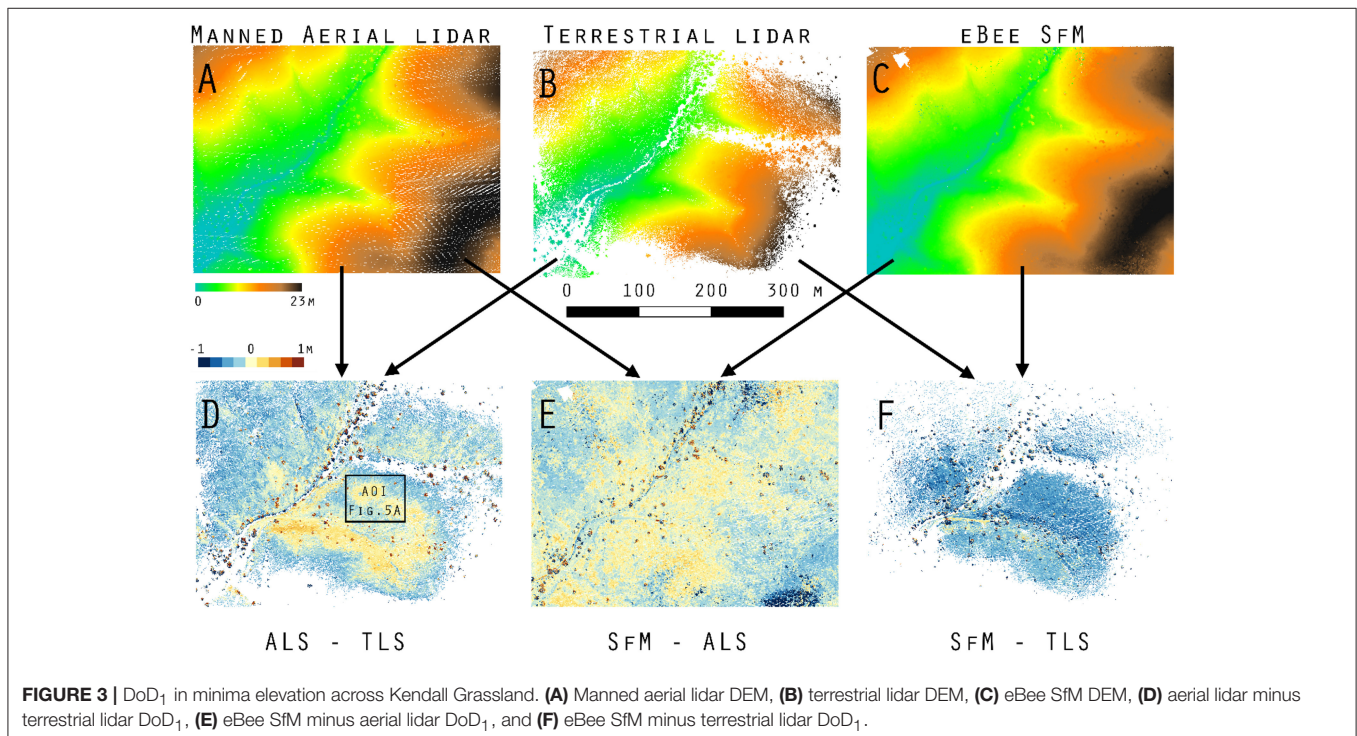 MANNED AERIAL LIDAR
TERRESTRIAL LIDAR
EBEE SFM
A
B
C
0 23M
0 100 200 300 M
-1 0 1M
D
E
F
AOI
FIG.5A
ALS - TLS
SFM - ALS
SFM - TLS
FIGURE 3 | DoD₁ in minima elevation across Kendall Grassland. (A) Manned aerial lidar DEM, (B) terrestrial lidar DEM, (C) eBee SfM DEM, (D) aerial lidar minus
terrestrial lidar DoD₁, (E) eBee SfM minus aerial lidar DoD₁, and (F) eBee SfM minus terrestrial lidar DoD₁.